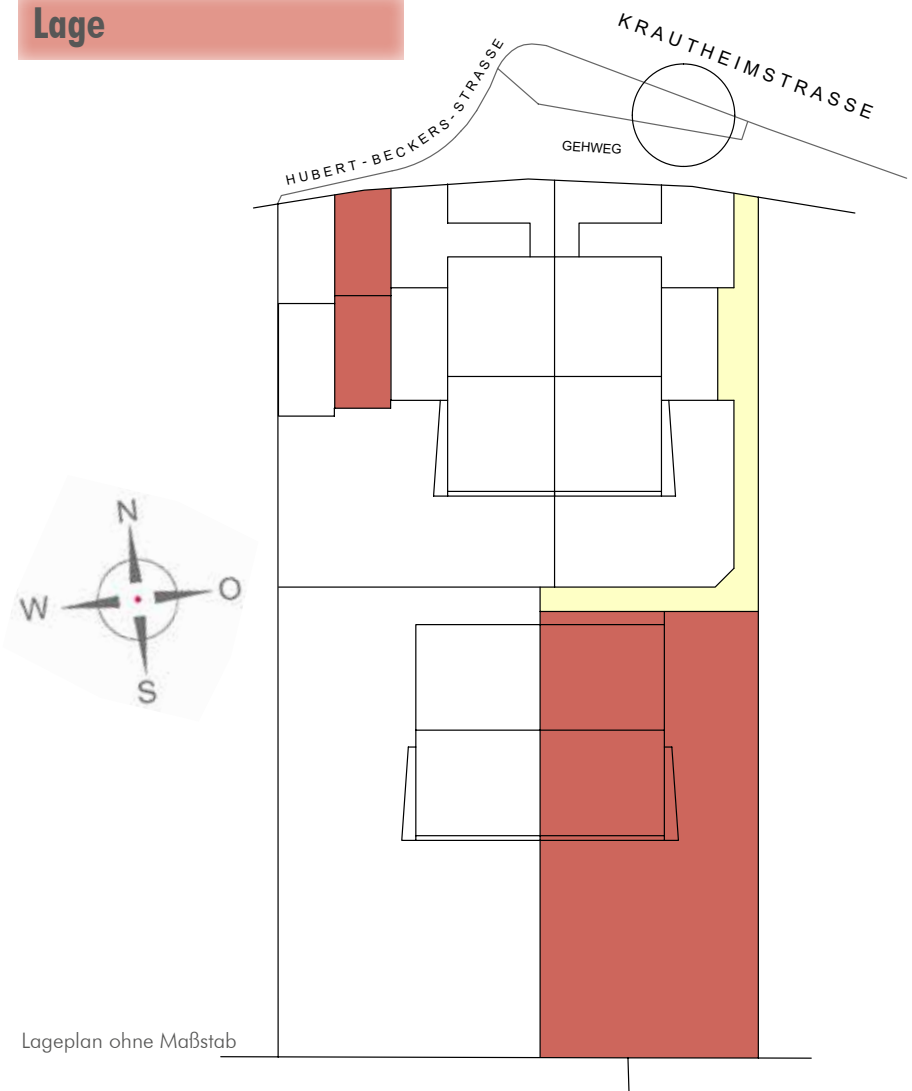 Lage
KRAUTHEIMSTRASSE
HUBERT-BECKERS-STRASSE
GEHWEG
N
W
O
S
Lageplan ohne Maßstab